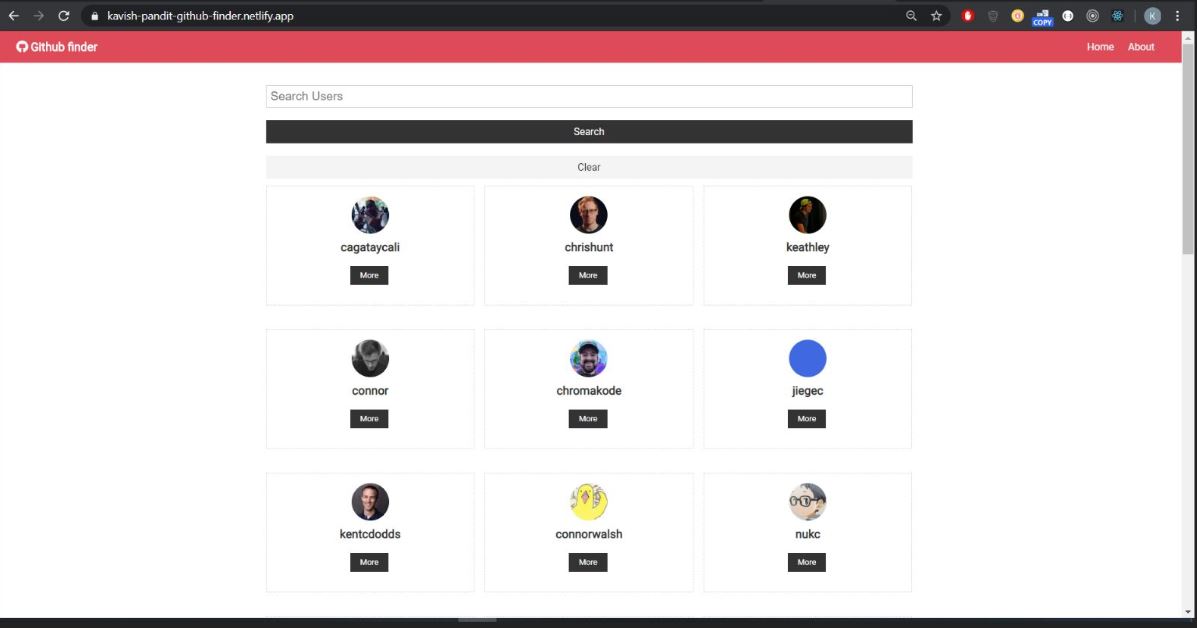 kavish-pandit-github-finder.netlify.app
COPY
K
Github finder
Home About
Search Users
Search
Clear
cagataycali chrishunt keathley
More More More
connor chromakode jiegec
More More More
kentcdodds connorwalsh nukc
More More More